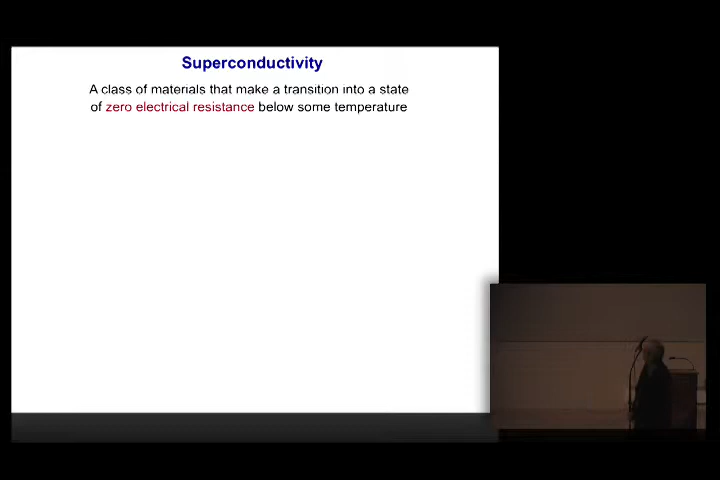 Superconductivity
A class of materials that make a transition into a state
of zero electrical resistance below some temperature